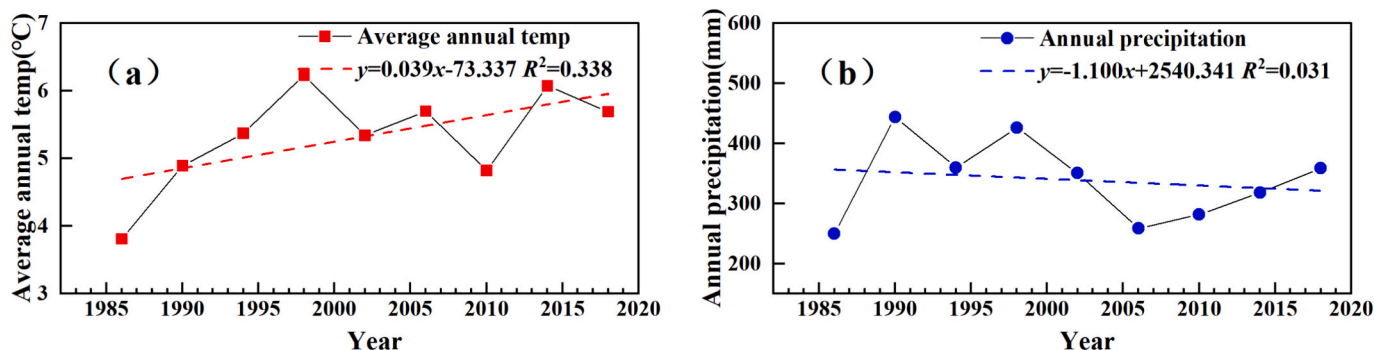 Average annual temp(℃)
7
6
5
4
3
（a）
Average annual temp
y=0.039x-73.337 R²=0.338
1985 1990 1995 2000 2005 2010 2015 2020
Year
Annual precipitation(mm)
600
500
400
300
200
（b）
Annual precipitation
y=-1.100x+2540.341 R²=0.031
1985 1990 1995 2000 2005 2010 2015 2020
Year